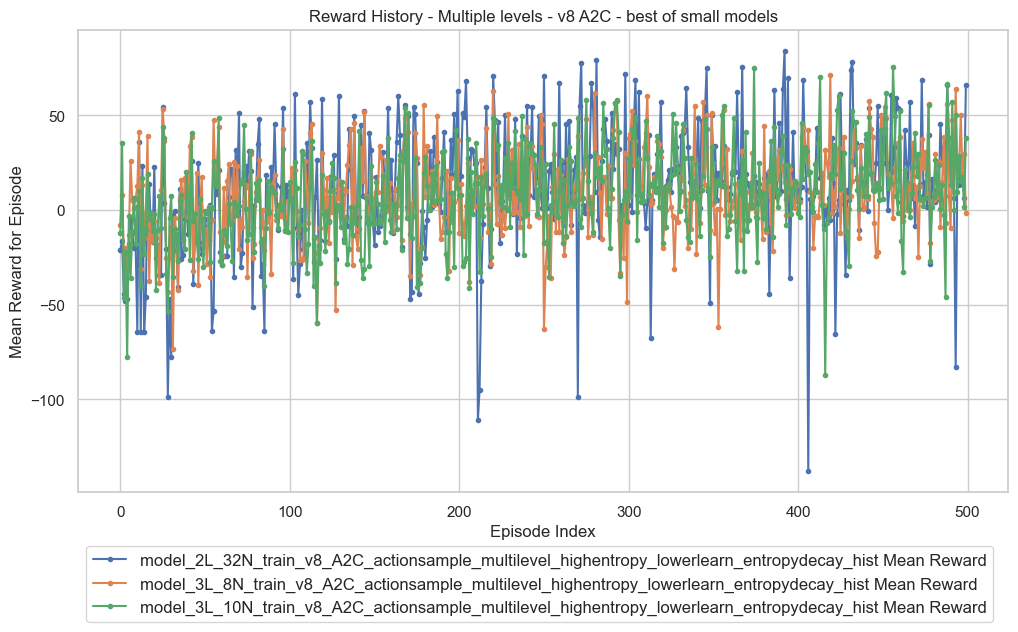 Reward History - Multiple levels - v8 A2C - best of small models
Mean Reward for Episode
50
0
−50
−100
0
100
200
300
400
500
Episode Index
model_2L_32N_train_v8_A2C_actionsample_multilevel_highentropy_lowerlearn_entropydecay_hist Mean Reward
model_3L_8N_train_v8_A2C_actionsample_multilevel_highentropy_lowerlearn_entropydecay_hist Mean Reward
model_3L_10N_train_v8_A2C_actionsample_multilevel_highentropy_lowerlearn_entropydecay_hist Mean Reward